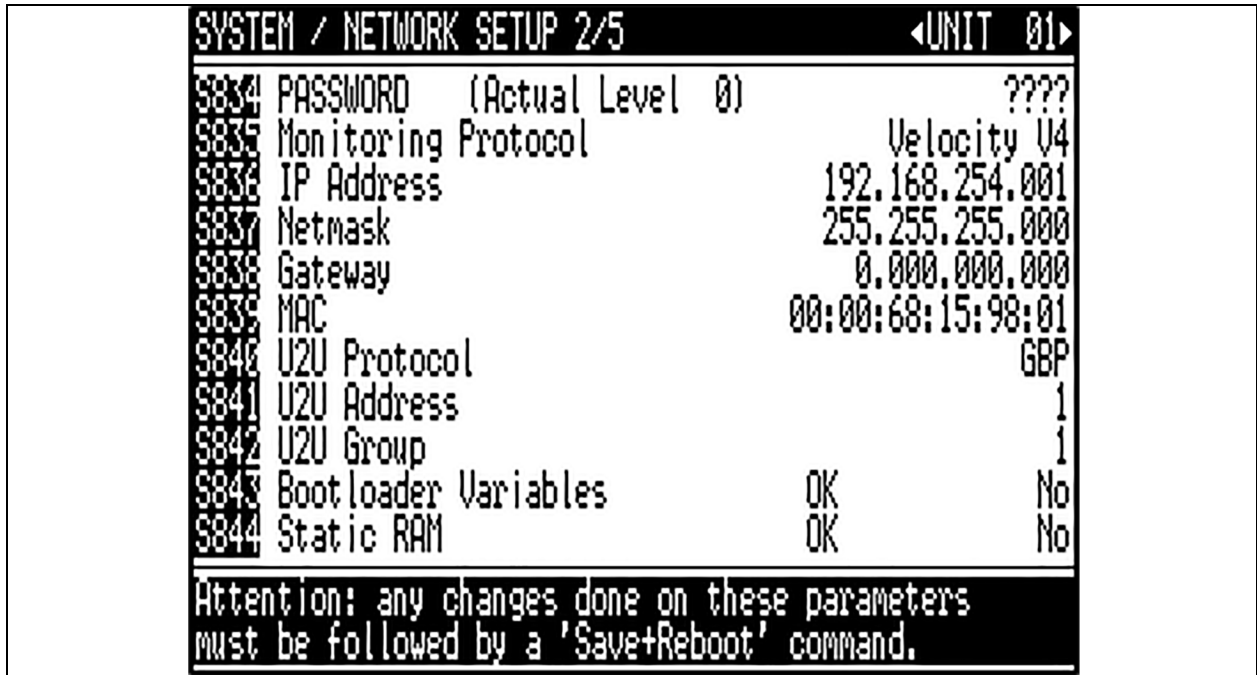 SYSTEM / NETWORK SETUP 2/5 ◂UNIT 01▸
S834 PASSWORD (Actual Level 0) ????
S835 Monitoring Protocol Velocity V4
S836 IP Address 192.168.254.001
S837 Netmask 255.255.255.000
S838 Gateway 0.000.000.000
S839 MAC 00:00:68:15:98:01
S840 U2U Protocol GBP
S841 U2U Address 1
S842 U2U Group 1
S843 Bootloader Variables OK No
S844 Static RAM OK No
Attention: any changes done on these parameters
must be followed by a 'Save+Reboot' command.